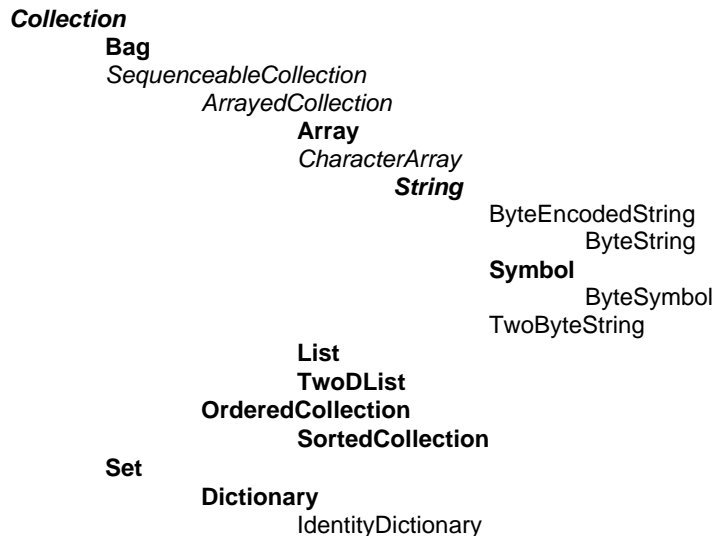 Collection
Bag
SequenceableCollection
ArrayedCollection
Array
CharacterArray
String
ByteEncodedString
ByteString
Symbol
ByteSymbol
TwoByteString
List
TwoDList
OrderedCollection
SortedCollection
Set
Dictionary
IdentityDictionary